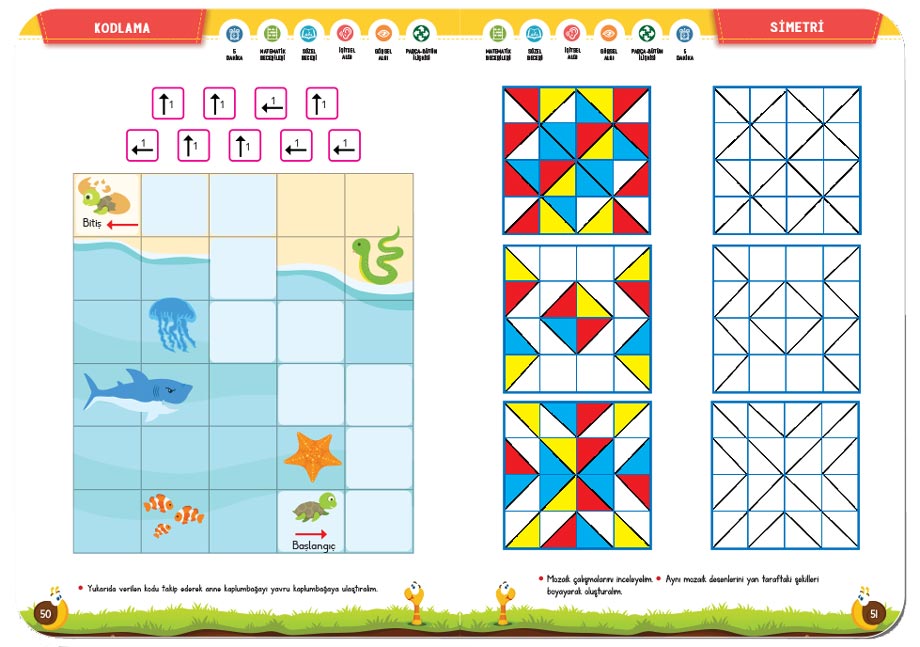 KODLAMA
5 DAKİKA
MATEMATİK BECERİLERİ
GÜZEL BECERİ
İŞİTSEL ALGI
GÖRSEL ALGI
PARÇA-BÜTÜN İLİŞKİSİ
1 1 1 1
1 1 1 1 1
Bitiş
Başlangıç
Yukarıda verilen kodu takip ederek anne kaplumbağayı yavru kaplumbağaya ulaştıralım.
50
SİMETRİ
MATEMATİK BECERİLERİ
GÜZEL BECERİ
İŞİTSEL ALGI
GÖRSEL ALGI
PARÇA-BÜTÜN İLİŞKİSİ
5 DAKİKA
Mozaik çalışmalarını inceleyelim. Aynı mozaik desenlerini yan taraftaki şekilleri
boyayarak oluşturalım.
51